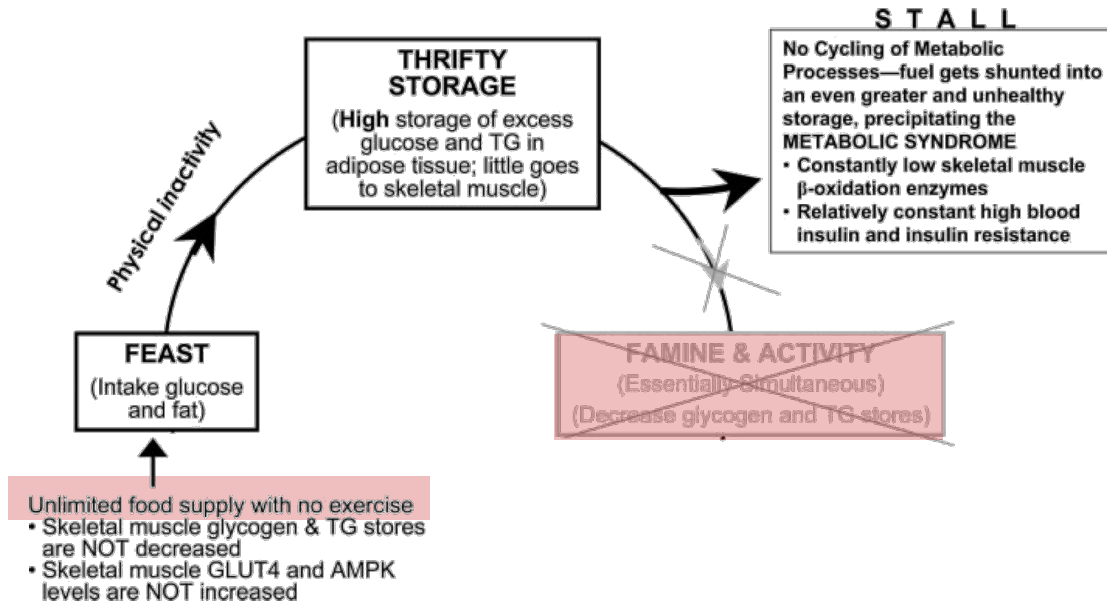 S T A L L
No Cycling of Metabolic
Processes—fuel gets shunted into
an even greater and unhealthy
storage, precipitating the
METABOLIC SYNDROME
• Constantly low skeletal muscle
β-oxidation enzymes
• Relatively constant high blood
insulin and insulin resistance
THRIFTY
STORAGE
(High storage of excess
glucose and TG in
adipose tissue; little goes
to skeletal muscle)
Physical inactivity
FEAST
(Intake glucose
and fat)
FAMINE & ACTIVITY
(Essentially Simultaneous)
(Decrease glycogen and TG stores)
Unlimited food supply with no exercise
• Skeletal muscle glycogen & TG stores
are NOT decreased
• Skeletal muscle GLUT4 and AMPK
levels are NOT increased